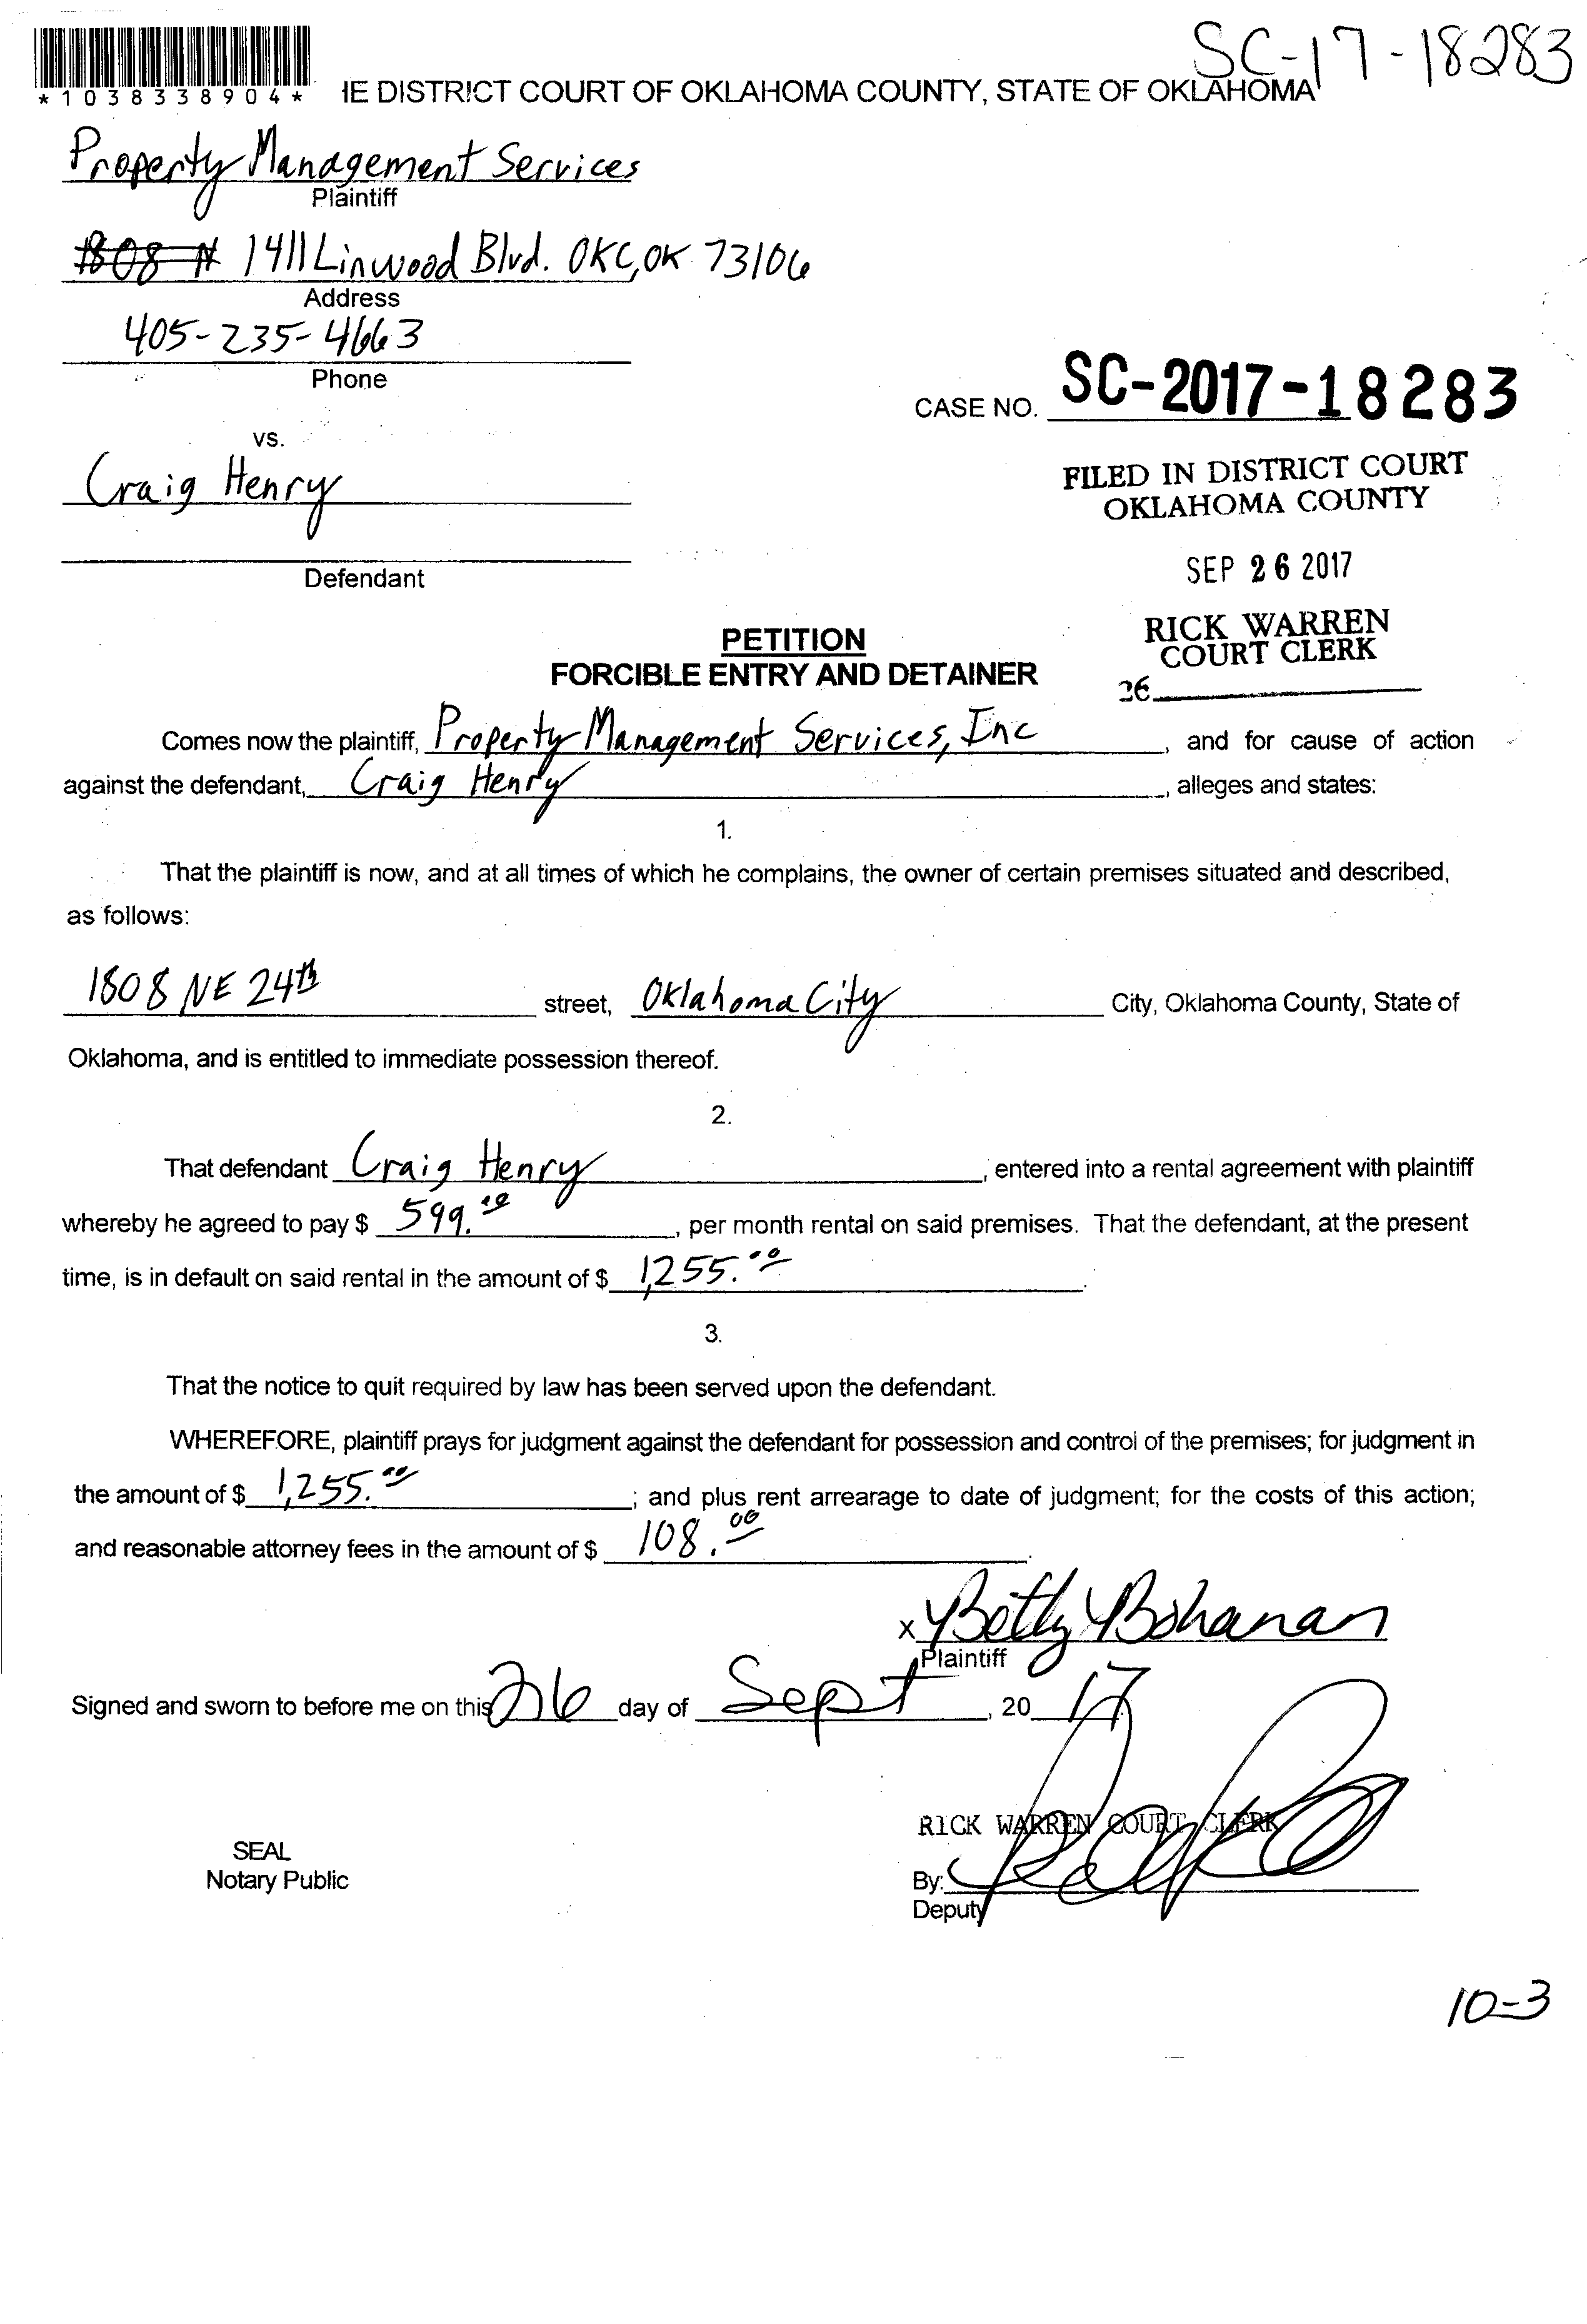 SC-17-18283
*1038338904* IE DISTRICT COURT OF OKLAHOMA COUNTY, STATE OF OKLAHOMA
Property Management Services
Plaintiff
1808 N 1411 Linwood Blvd. OKC, OK 73106
Address
405-235-4663
Phone
CASE NO. SC-2017-18283
vs.
Craig Henry
FILED IN DISTRICT COURT
OKLAHOMA COUNTY
Defendant
SEP 26 2017
RICK WARREN
COURT CLERK
26
PETITION
FORCIBLE ENTRY AND DETAINER
Comes now the plaintiff, Property Management Services, Inc, and for cause of action
against the defendant, Craig Henry, alleges and states:
1.
That the plaintiff is now, and at all times of which he complains, the owner of certain premises situated and described,
as follows:
1808 NE 24th street, Oklahoma City City, Oklahoma County, State of
Oklahoma, and is entitled to immediate possession thereof.
2.
That defendant Craig Henry, entered into a rental agreement with plaintiff
whereby he agreed to pay $ 599.00, per month rental on said premises. That the defendant, at the present
time, is in default on said rental in the amount of $ 1,255.00.
3.
That the notice to quit required by law has been served upon the defendant.
WHEREFORE, plaintiff prays for judgment against the defendant for possession and control of the premises; for judgment in
the amount of $ 1,255.00; and plus rent arrearage to date of judgment; for the costs of this action;
and reasonable attorney fees in the amount of $ 108.00.
x Betty Bohanan
Plaintiff
Signed and sworn to before me on this 26 day of Sept, 2017
RICK WARREN COURT CLERK
SEAL
Notary Public
By:
Deputy
10-3